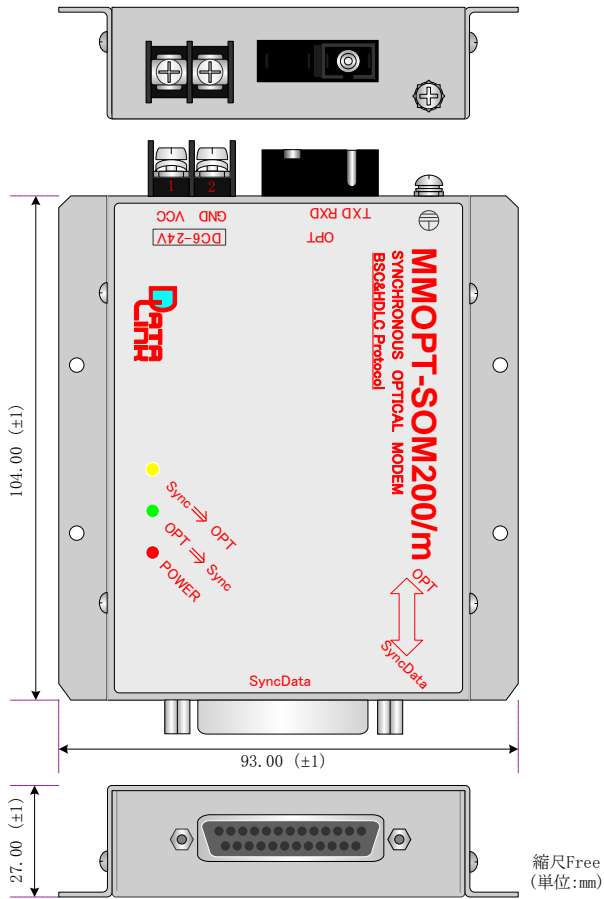 1 2
VCC GND
DC6-24V
TXD RXD
OPT
MMOPT-SOM200/m
SYNCHRONOUS OPTICAL MODEM
BSC&HDLC Protocol
DATA
LINK
Sync ⇒ OPT
OPT ⇒ Sync
POWER
OPT
SyncData
SyncData
104.00 (±1)
93.00 (±1)
27.00 (±1)
縮尺Free
(単位:mm)